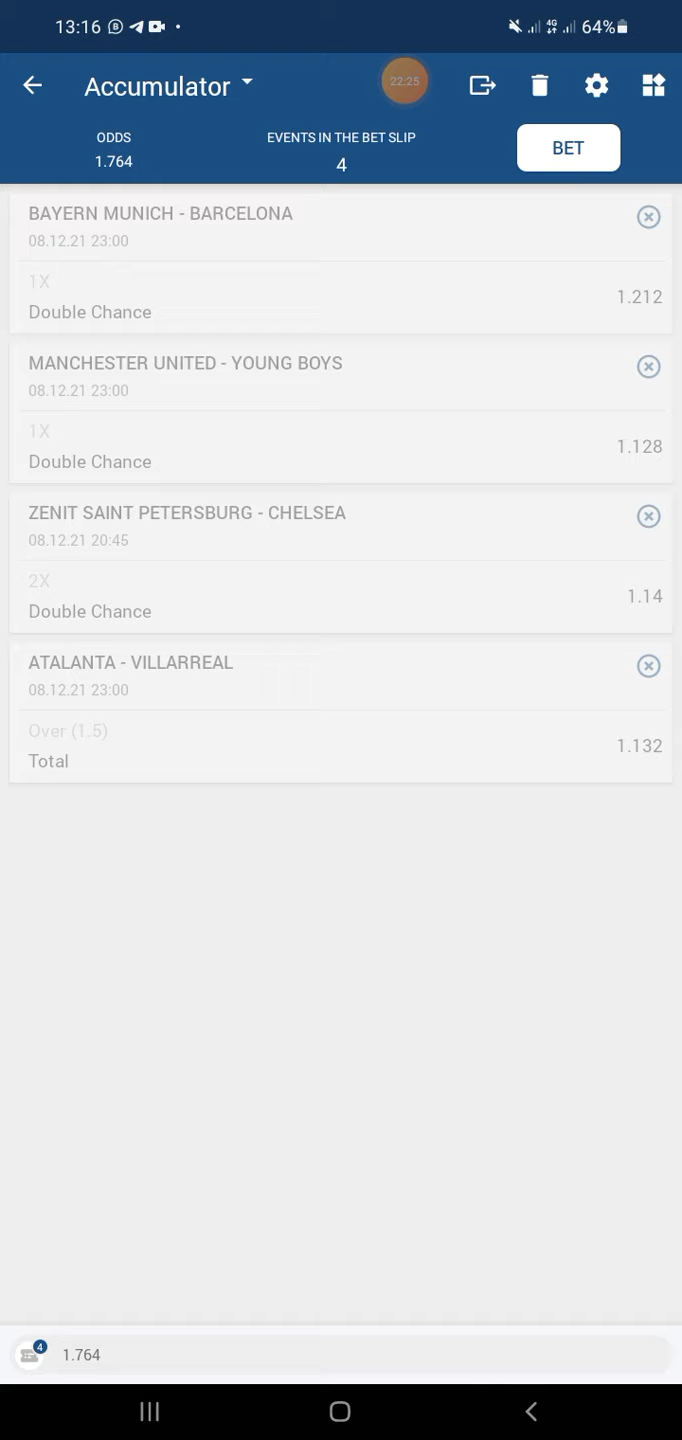 13:16 4G 64%
Accumulator 22:25
ODDS EVENTS IN THE BET SLIP BET
1.764 4
BAYERN MUNICH - BARCELONA
08.12.21 23:00
1X
1.212
Double Chance
MANCHESTER UNITED - YOUNG BOYS
08.12.21 23:00
1X
1.128
Double Chance
ZENIT SAINT PETERSBURG - CHELSEA
08.12.21 20:45
2X
1.14
Double Chance
ATALANTA - VILLARREAL
08.12.21 23:00
Over (1.5)
1.132
Total
4 1.764